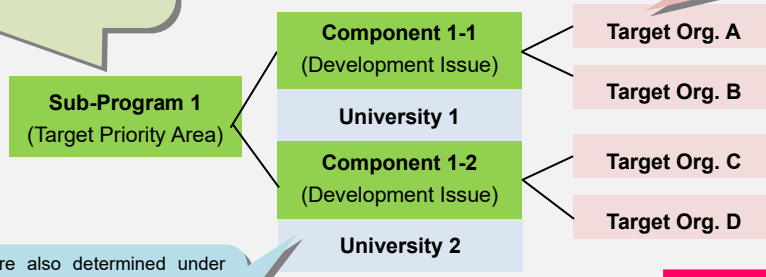 Component 1-1
(Development Issue)
Target Org. A
Target Org. B
Sub-Program 1
(Target Priority Area)
University 1
Component 1-2
(Development Issue)
Target Org. C
Target Org. D
University 2
re also determined under